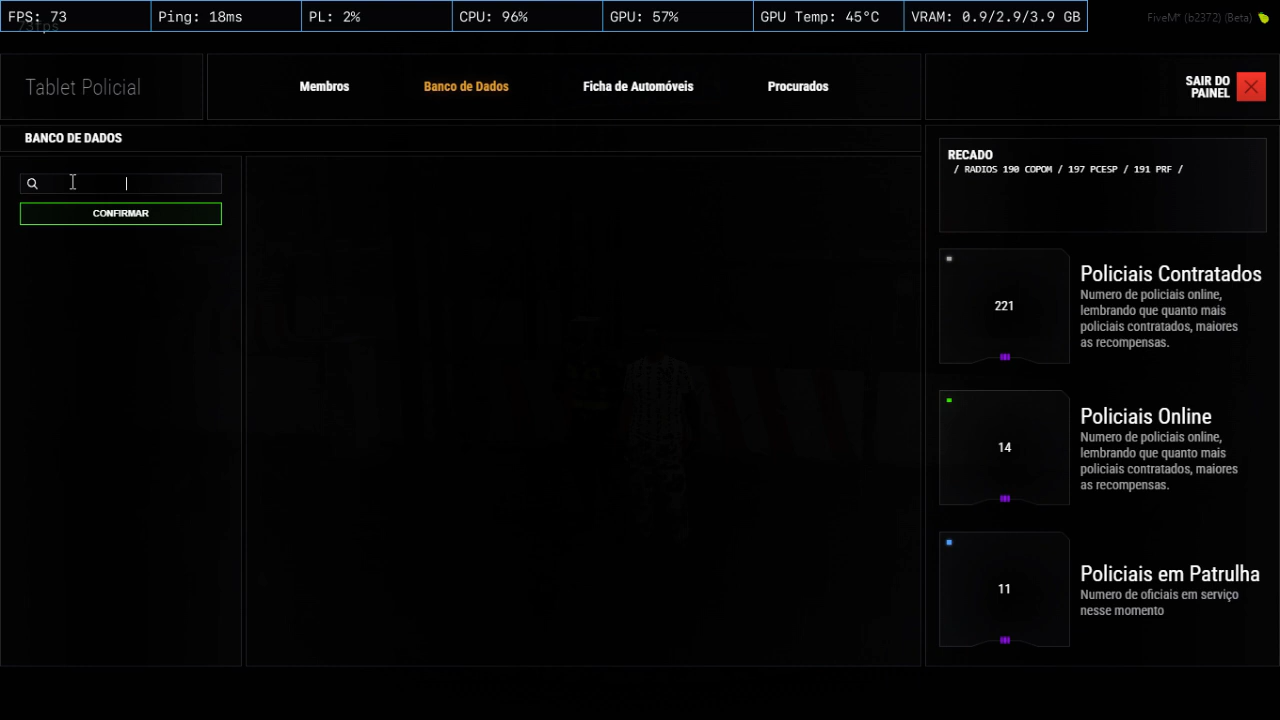 FPS: 73
Ping: 18ms
PL: 2%
CPU: 96%
GPU: 57%
GPU Temp: 45°C
VRAM: 0.9/2.9/3.9 GB
FiveM* (b2372) (Beta)
73fps
Tablet Policial
Membros
Banco de Dados
Ficha de Automóveis
Procurados
SAIR DO
PAINEL
BANCO DE DADOS
CONFIRMAR
RECADO
/ RADIOS 190 COPOM / 197 PCESP / 191 PRF /
221
Policiais Contratados
Numero de policiais online,
lembrando que quanto mais
policiais contratados, maiores
as recompensas.
14
Policiais Online
Numero de policiais online,
lembrando que quanto mais
policiais contratados, maiores
as recompensas.
11
Policiais em Patrulha
Numero de oficiais em serviço
nesse momento